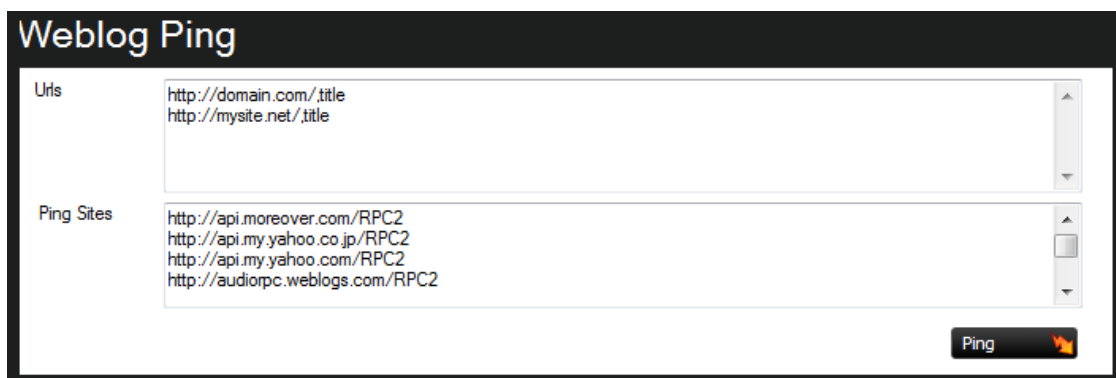 Weblog Ping
Urls
http://domain.com/,title
http://mysite.net/,title
Ping Sites
http://api.moreover.com/RPC2
http://api.my.yahoo.co.jp/RPC2
http://api.my.yahoo.com/RPC2
http://audiorpc.weblogs.com/RPC2
Ping